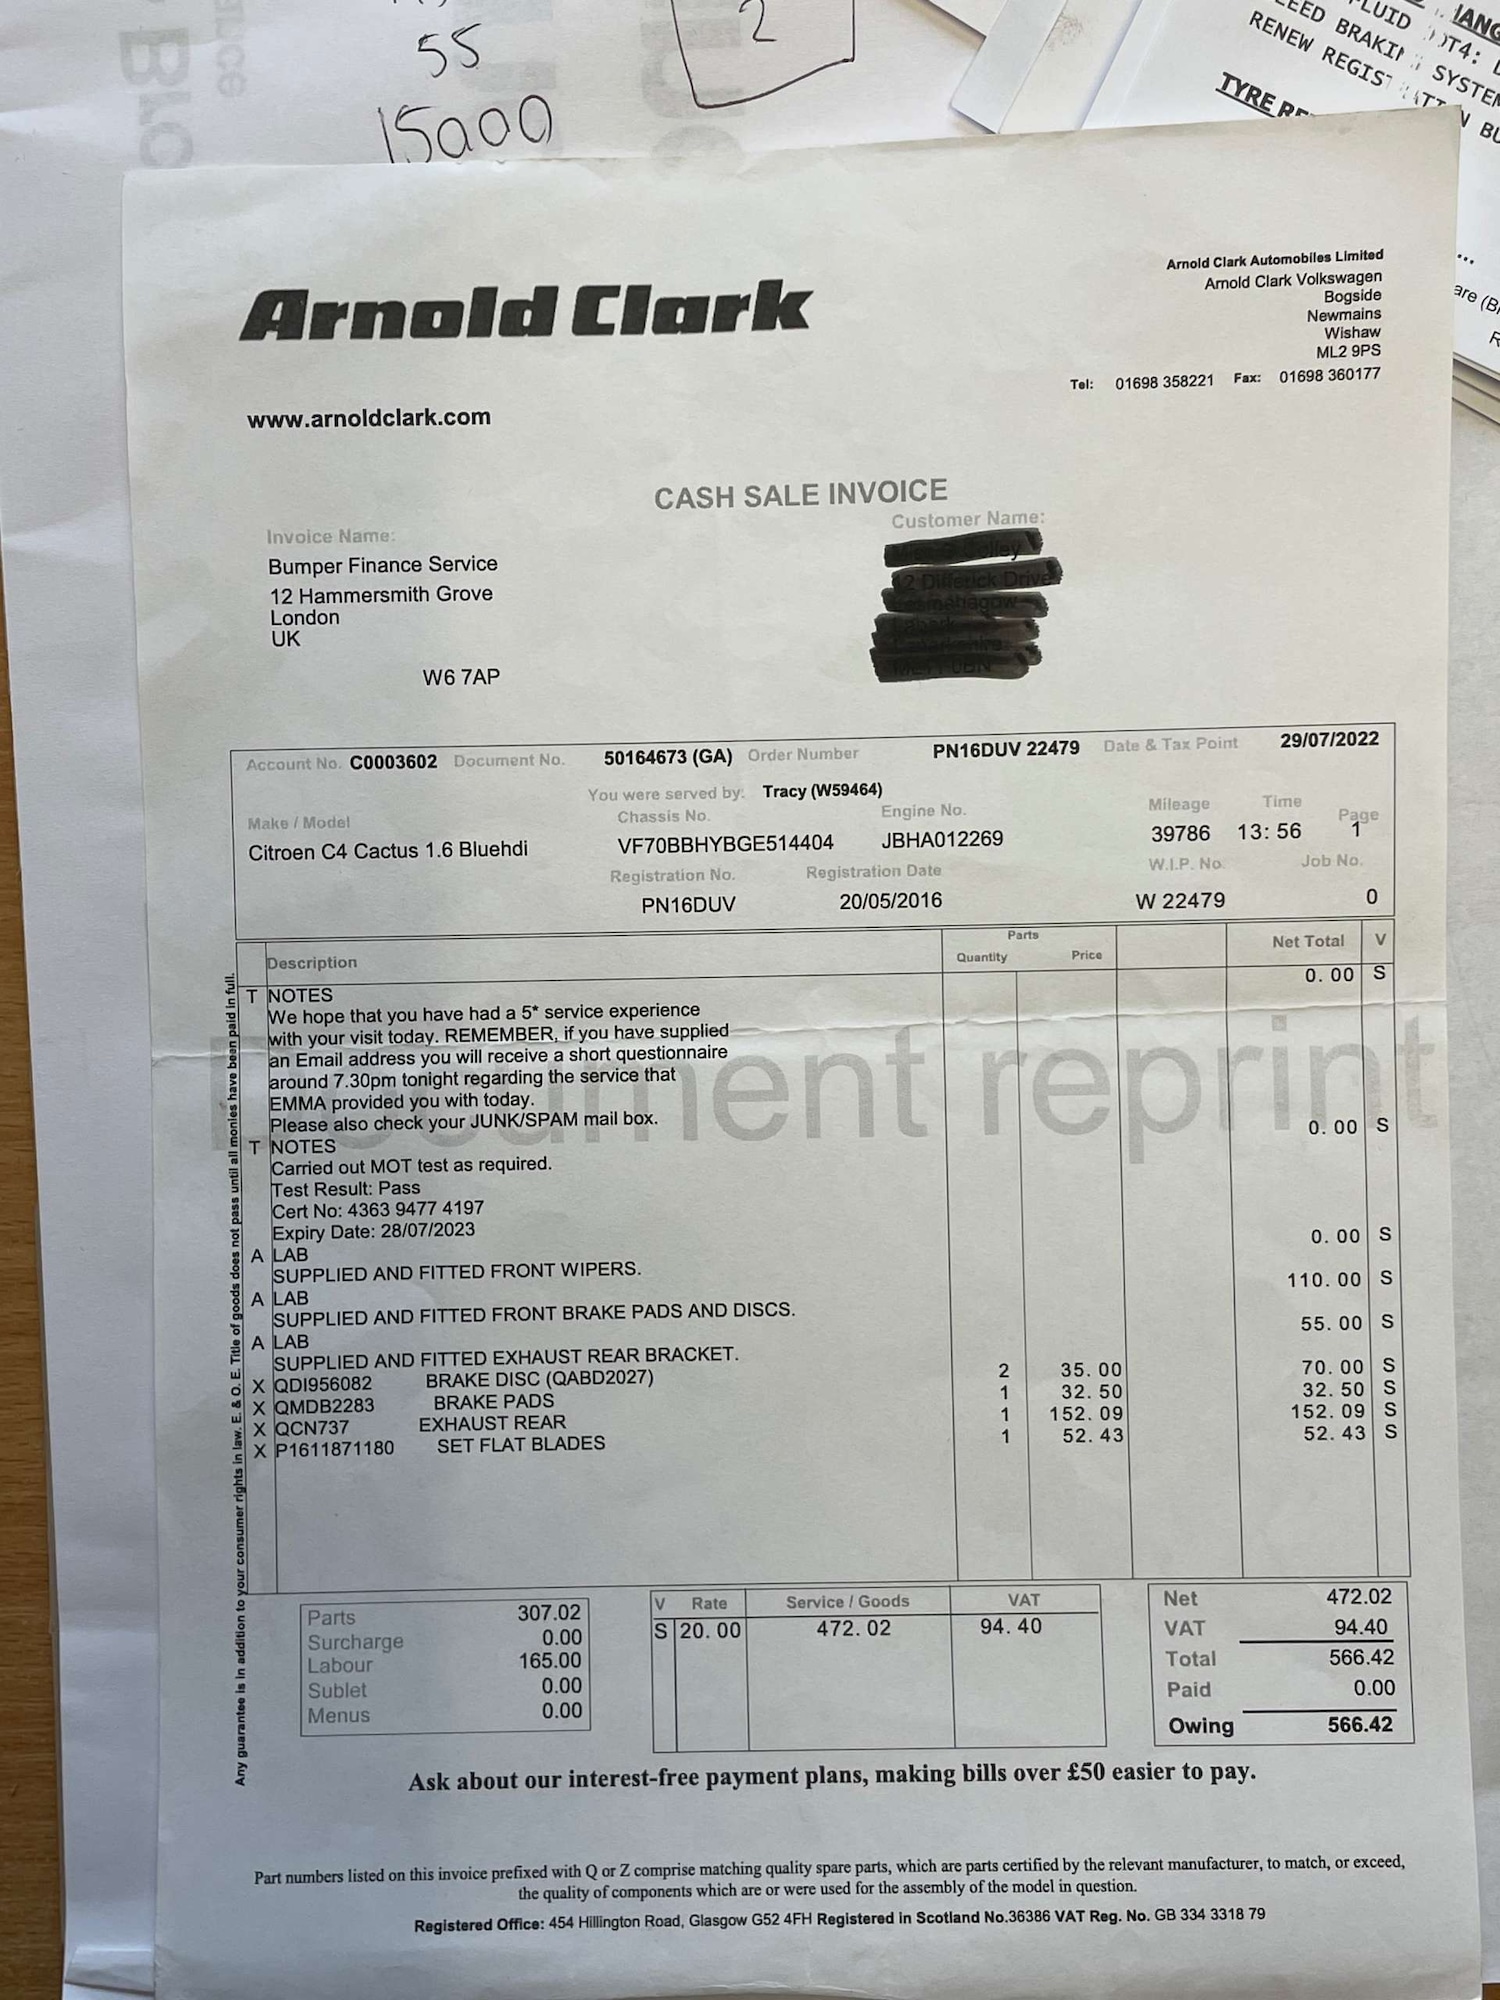 55
15000
2
FLUID
DOT4:
BRAKIN SYSTEM
RENEW
TYRE
are
Arnold Clark
Arnold Clark Automobiles Limited
Arnold Clark Volkswagen
Bogside
Newmains
Wishaw
ML2 9PS
Tel: 01698 358221 Fax: 01698 360177
www.arnoldclark.com
CASH SALE INVOICE
Invoice Name:
Bumper Finance Service
12 Hammersmith Grove
London
UK
W6 7AP
Customer Name:
Account No. C0003602 Document No. 50164673 (GA) Order Number PN16DUV 22479 Date & Tax Point 29/07/2022
You were served by: Tracy (W59464)
Make / Model Chassis No. Engine No. Mileage Time Page
Citroen C4 Cactus 1.6 Bluehdi VF70BBHYBGE514404 JBHA012269 39786 13:56 1
Registration No. Registration Date W.I.P. No. Job No.
PN16DUV 20/05/2016 W 22479 0
Description Parts Quantity Price Net Total V
T NOTES 0.00 S
We hope that you have had a 5* service experience
with your visit today. REMEMBER, if you have supplied
an Email address you will receive a short questionnaire
around 7.30pm tonight regarding the service that
EMMA provided you with today.
Please also check your JUNK/SPAM mail box.
T NOTES 0.00 S
Carried out MOT test as required.
Test Result: Pass
Cert No: 4363 9477 4197
Expiry Date: 28/07/2023
A LAB 0.00 S
SUPPLIED AND FITTED FRONT WIPERS.
A LAB 110.00 S
SUPPLIED AND FITTED FRONT BRAKE PADS AND DISCS.
A LAB 55.00 S
SUPPLIED AND FITTED EXHAUST REAR BRACKET.
X QDI956082 BRAKE DISC (QABD2027) 2 35.00 70.00 S
X QMDB2283 BRAKE PADS 1 32.50 32.50 S
X QCN737 EXHAUST REAR 1 152.09 152.09 S
X P1611871180 SET FLAT BLADES 1 52.43 52.43 S
Document reprint
Any guarantee is in addition to your consumer rights in law. E. & O. E. Title of goods does not pass until all monies have been paid in full.
Parts 307.02
Surcharge 0.00
Labour 165.00
Sublet 0.00
Menus 0.00
V Rate Service / Goods VAT
S 20.00 472.02 94.40
Net 472.02
VAT 94.40
Total 566.42
Paid 0.00
Owing 566.42
Ask about our interest-free payment plans, making bills over £50 easier to pay.
Part numbers listed on this invoice prefixed with Q or Z comprise matching quality spare parts, which are parts certified by the relevant manufacturer, to match, or exceed,
the quality of components which are or were used for the assembly of the model in question.
Registered Office: 454 Hillington Road, Glasgow G52 4FH Registered in Scotland No.36386 VAT Reg. No. GB 334 3318 79